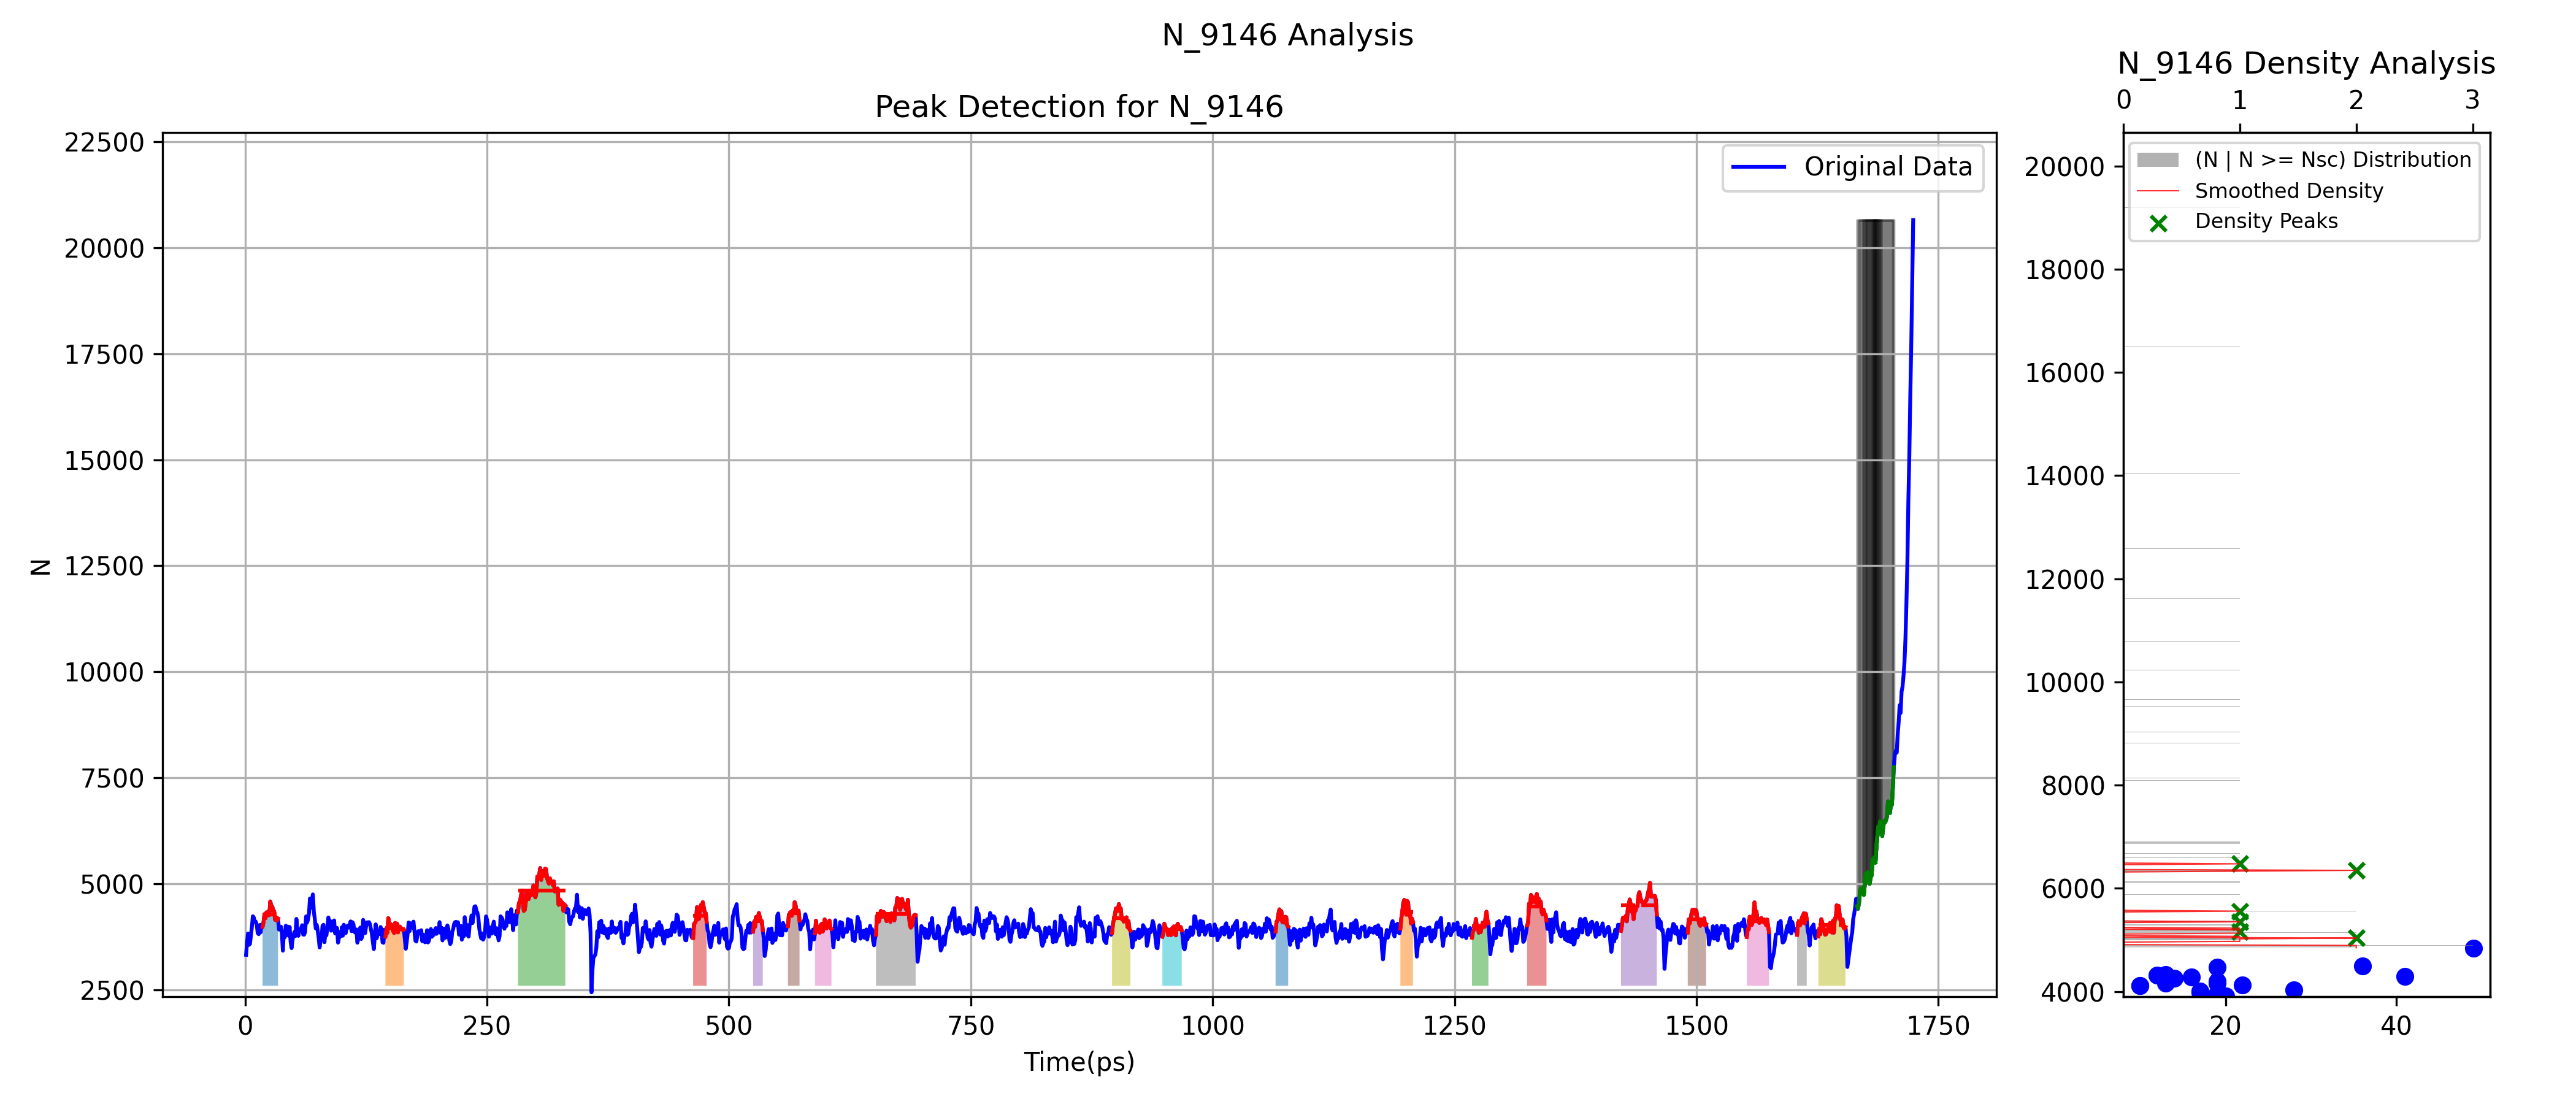 N_9146 Analysis
Peak Detection for N_9146
22500
20000
17500
15000
12500
10000
7500
5000
2500
N
0 250 500 750 1000 1250 1500 1750
Time(ps)
Original Data
N_9146 Density Analysis
0 1 2 3
(N | N >= Nsc) Distribution
Smoothed Density
Density Peaks
20000
18000
16000
14000
12000
10000
8000
6000
4000
20 40